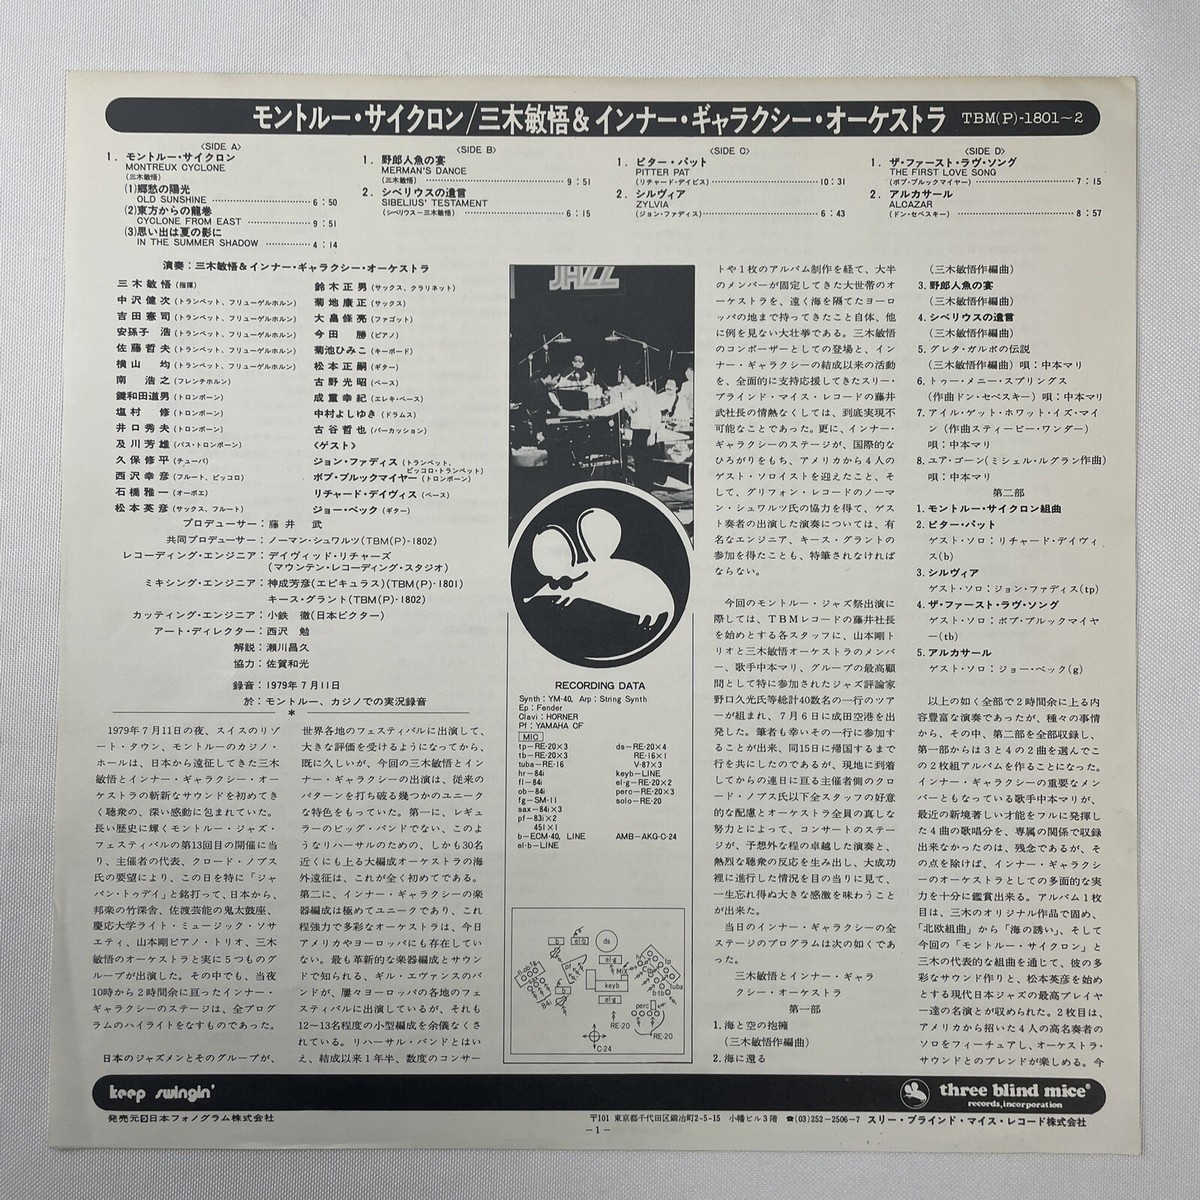 モントルー・サイクロン/三木敏悟&インナー・ギャラクシー・オーケストラ TBM(P)-1801~2
〈SIDE A〉
1. モントルー・サイクロン
MONTREUX CYCLONE
(三木敏悟)
(1)郷愁の陽光
OLD SUNSHINE 6:50
(2)東方からの龍巻
CYCLONE FROM EAST 9:51
(3)思い出は夏の影に
IN THE SUMMER SHADOW 4:14
〈SIDE B〉
1. 野郎人魚の宴
MERMAN'S DANCE
(三木敏悟) 9:51
2. シベリウスの遺言
SIBELIUS' TESTAMENT
(シベリウス―三木敏悟) 6:15
〈SIDE C〉
1. ピター・パット
PITTER PAT
(リチャード・デイビス) 10:31
2. シルヴィア
ZYLVIA
(ジョン・ファディス) 6:43
〈SIDE D〉
1. ザ・ファースト・ラヴ・ソング
THE FIRST LOVE SONG
(ボブ・ブルックマイヤー) 7:15
2. アルカサール
ALCAZAR
(ドン・セベスキー) 8:57
演奏:三木敏悟&インナー・ギャラクシー・オーケストラ
三木敏悟(指揮)
中沢健次(トランペット、フリューゲルホルン)
吉田憲司(トランペット、フリューゲルホルン)
安孫子 浩(トランペット、フリューゲルホルン)
佐藤哲夫(トランペット、フリューゲルホルン)
横山 均(トランペット、フリューゲルホルン)
南 浩之(フレンチホルン)
鍵和田道男(トロンボーン)
塩村 修(トロンボーン)
井口秀夫(トロンボーン)
及川芳雄(バス・トロンボーン)
久保修平(チューバ)
西沢幸彦(フルート、ピッコロ)
石橋雅一(オーボエ)
松本英彦(サックス、フルート)
鈴木正男(サックス、クラリネット)
菊地康正(サックス)
大畠條亮(ファゴット)
今田 勝(ピアノ)
菊池ひみこ(キーボード)
松本正嗣(ギター)
古野光昭(ベース)
成重幸紀(エレキ・ベース)
中村よしゆき(ドラムス)
古谷哲也(パーカッション)
《ゲスト》
ジョン・ファディス(トランペット、ピッコロ・トランペット)
ボブ・ブルックマイヤー(トロンボーン)
リチャード・デイヴィス(ベース)
ジョー・ベック(ギター)
プロデューサー:藤井 武
共同プロデューサー:ノーマン・シュワルツ(TBM(P)-1802)
レコーディング・エンジニア:デイヴィッド・リチャーズ
(マウンテン・レコーディング・スタジオ)
ミキシング・エンジニア:神成芳彦(エピキュラス)(TBM(P)-1801)
キース・グラント(TBM(P)-1802)
カッティング・エンジニア:小鉄 徹(日本ビクター)
アート・ディレクター:西沢 勉
解説:瀬川昌久
協力:佐賀和光
録音:1979年7月11日
於:モントルー、カジノでの実況録音
*
1979年7月11日の夜、スイスのリゾ
ート・タウン、モントルーのカジノ・
ホールは、日本から遠征してきた三木
敏悟とインナー・ギャラクシー・オー
ケストラの斬新なサウンドを初めてき
く聴衆の、深い感動に包まれていた。
長い歴史に輝くモントルー・ジャズ・
フェスティバルの第13回目の開催に当
り、主催者の代表、クロード・ノブス
氏の要望により、この日を特に「ジャ
パン・トゥデイ」と銘打って、日本から、
邦楽の竹深舎、佐渡芸能の鬼太鼓座、
慶応大学ライト・ミュージック・ソサ
エティ、山本剛ピアノ・トリオ、三木
敏悟のオーケストラと実に5つものグ
ループが出演した。その中でも、当夜
10時から2時間余に亘ったインナー・
ギャラクシーのステージは、全プログ
ラムのハイライトをなすものであった。
日本のジャズメンとそのグループが、
世界各地のフェスティバルに出演して、
大きな評価を受けるようになってから、
既に久しいが、今回の三木敏悟とイン
ナー・ギャラクシーの出演は、従来の
パターンを打ち破る幾つかのユニーク
な特色をもっていた。第一に、レギュ
ラーのビッグ・バンドでない、このよ
うなリハーサルのための、しかも30名
近くにも上る大編成オーケストラの海
外遠征は、これが全く初めてである。
第二に、インナー・ギャラクシーの楽
器編成は極めてユニークであり、これ
程強力で多彩なオーケストラは、今日
アメリカやヨーロッパにも存在してい
ない。最も革新的な楽器編成とサウン
ドで知られる、ギル・エヴァンスのバ
ンドが、屢々ヨーロッパの各地のフェ
スティバルに出演しているが、それも
12~13名程度の小型編成を余儀なくさ
れている。リハーサル・バンドとはい
え、結成以来1年半、数度のコンサー
JAZZ
RECORDING DATA
Synth:YM-40, Arp:String Synth
Ep:Fender
Clavi:HORNER
Pf:YAMAHA CF
MIC
tp-RE-20×3
tb-RE-20×3
tuba-RE-16
hr-84i
fl-84i
ob-84i
fg-SM-11
sax-84i×3
pf-83i×2
451×1
b-ECM-40, LINE
el-b-LINE
ds-RE-20×4
RE-16×1
V-87×3
keyb-LINE
el-g-RE-20×2
perc-RE-20×3
solo-RE-20
AMB-AKG-C-24
b
el b
ds
el-g
pf
keyb
b
84i
el-g
tuba
perc
RE-20
RE-20
C-24
トや1枚のアルバム制作を経て、大半
のメンバーが固定してきた大世帯のオ
ーケストラを、遠く海を隔てたヨーロ
ッパの地まで持ってきたこと自体、他
に例を見ない大壮挙である。三木敏悟
のコンポーザーとしての登場と、イン
ナー・ギャラクシーの結成以来の活動
を、全面的に支持応援してきたスリー・
ブラインド・マイス・レコードの藤井
武社長の情熱なくしては、到底実現不
可能なことであった。更に、インナー・
ギャラクシーのステージが、国際的な
ひろがりをもち、アメリカから4人の
ゲスト・ソロイストを迎えたこと、そ
して、グリフォン・レコードのノーマ
ン・シュワルツ氏の協力を得て、ゲス
ト奏者の出演した演奏については、有
名なエンジニア、キース・グラントの
参加を得たことも、特筆されなければ
ならない。
今回のモントルー・ジャズ祭出演に
際しては、TBMレコードの藤井社長
を始めとする各スタッフに、山本剛ト
リオと三木敏悟オーケストラのメンバ
ー、歌手中本マリ、グループの最高顧
問として特に参加されたジャズ評論家
野口久光氏等総計40数名の一行のツア
ーが組まれ、7月6日に成田空港を出
発した。筆者も幸いその一行に参加す
ることが出来、同15日に帰国するまで
行を共にしたのであるが、現地に到着
してからの連日に亘る主催者側のクロ
ード・ノブス氏以下全スタッフの好意
的な配慮とオーケストラ全員の真しな
努力とによって、コンサートのステー
ジが、予想外な程の卓越した演奏と、
熱烈な聴衆の反応を生み出し、大成功
裡に進行した情況を目の当りに見て、
一生忘れ得ぬ大きな感激を味わうこと
が出来た。
当日のインナー・ギャラクシーの全
ステージのプログラムは次の如くであ
った。
三木敏悟とインナー・ギャラ
クシー・オーケストラ
第一部
1.海と空の抱擁
(三木敏悟作編曲)
2.海に還る
(三木敏悟作編曲)
3.野郎人魚の宴
(三木敏悟作編曲)
4.シベリウスの遺言
(三木敏悟作編曲)
5.グレタ・ガルボの伝説
(三木敏悟作編曲) 唄:中本マリ
6.トゥー・メニー・スプリングス
(作曲ドン・セベスキー) 唄:中本マリ
7.アイル・ゲット・ホワット・イズ・マイ
ン(作曲スティービー・ワンダー)
唄:中本マリ
8.ユア・ゴーン(ミシェル・ルグラン作曲)
唄:中本マリ
第二部
1.モントルー・サイクロン組曲
2.ピター・パット
ゲスト・ソロ:リチャード・デイヴィ
ス(b)
3.シルヴィア
ゲスト・ソロ:ジョン・ファディス(tp)
4.ザ・ファースト・ラヴ・ソング
ゲスト・ソロ:ボブ・ブルックマイヤ
ー(tb)
5.アルカサール
ゲスト・ソロ:ジョー・ベック(g)
以上の如く全部で2時間余に上る内
容豊富な演奏であったが、種々の事情
から、その中、第二部を全部収録し、
第一部からは3と4の2曲を選んでこ
の2枚組アルバムを作ることになった。
インナー・ギャラクシーの重要なメン
バーともなっている歌手中本マリが、
最近の新境著しい才能をフルに発揮し
た4曲の歌唱分を、専属の関係で収録
出来なかったのは、残念であるが、そ
の点を除けば、インナー・ギャラクシ
ーのオーケストラとしての多面的な実
力を十分に鑑賞出来る。アルバム1枚
目は、三木のオリジナル作品で固め、
「北欧組曲」から「海の誘い」、そして
今回の「モントルー・サイクロン」と
三木の代表的な組曲を通じて、彼の多
彩なサウンド作りと、松本英彦を始め
とする現代日本ジャズの最高プレイヤ
ー達の名演とが収められた。2枚目は、
アメリカから招いた4人の高名奏者の
ソロをフィーチュアし、オーケストラ・
サウンドとのブレンドが楽しめる。今
keep swingin'
three blind mice®
records, incorporation
発売元 日本フォノグラム株式会社
〒101 東京都千代田区鍛冶町2-5-15 小幡ビル3階 ☎(03)252-2506-7 スリー・ブラインド・マイス・レコード株式会社
-1-